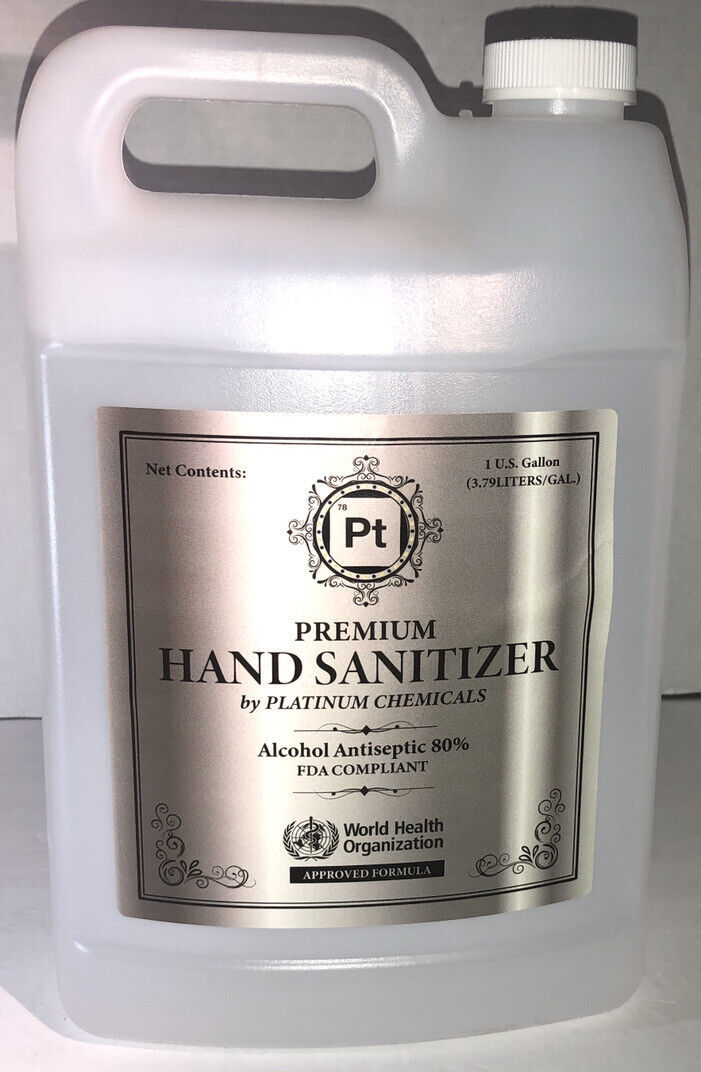 Net Contents:
1 U.S. Gallon
(3.79LITERS/GAL.)
78
Pt
PREMIUM
HAND SANITIZER
by PLATINUM CHEMICALS
Alcohol Antiseptic 80%
FDA COMPLIANT
World Health
Organization
APPROVED FORMULA